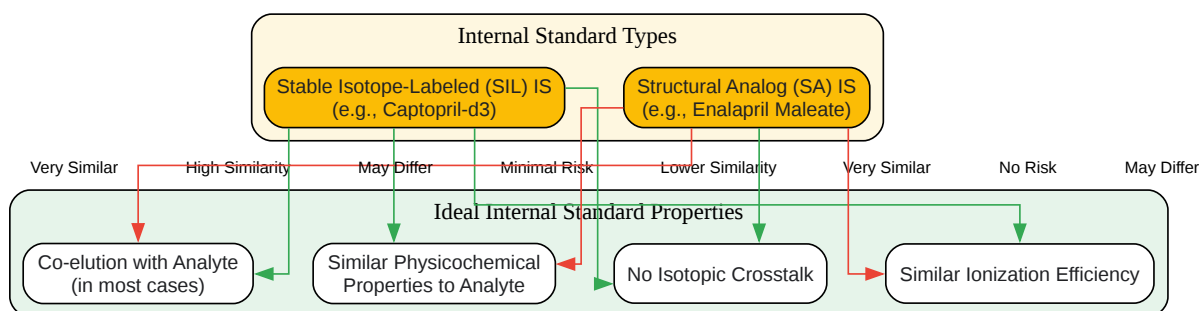 Internal Standard Types
Stable Isotope-Labeled (SIL) IS
(e.g., Captopril-d3)
Structural Analog (SA) IS
(e.g., Enalapril Maleate)
Very Similar
High Similarity
May Differ
Minimal Risk
Lower Similarity
Very Similar
No Risk
May Differ
Ideal Internal Standard Properties
Co-elution with Analyte
(in most cases)
Similar Physicochemical
Properties to Analyte
No Isotopic Crosstalk
Similar Ionization Efficiency